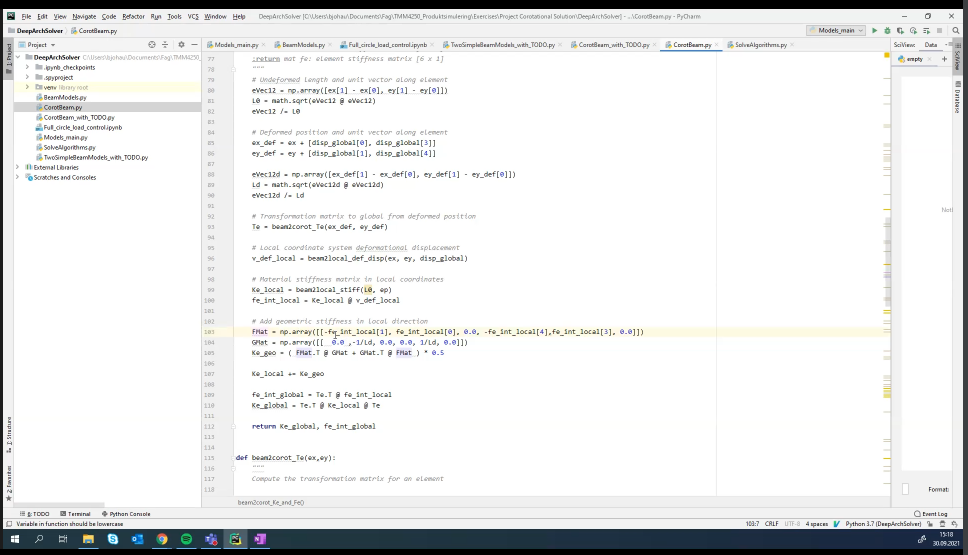 File Edit View Navigate Code Refactor Run Tools VCS Window Help DeepArchSolver [C:\Users\bjohau\Documents\Fag\TMM4250_Produktsimulering\Exercises\Project Corotational Solution\DeepArchSolver] - ...\CorotBeam.py - PyCharm
DeepArchSolver CorotBeam.py Models_main
Project
Models_main.py BeamModels.py Full_circle_load_control.ipynb TwoSimpleBeamModels_with_TODO.py CorotBeam_with_TODO.py CorotBeam.py SolveAlgorithms.py SciView: Data
DeepArchSolver C:\Users\bjohau\Documents\Fag\TMM4250_
.ipynb_checkpoints
.spyproject
venv library root
BeamModels.py
CorotBeam.py
CorotBeam_with_TODO.py
Full_circle_load_control.ipynb
Models_main.py
SolveAlgorithms.py
TwoSimpleBeamModels_with_TODO.py
External Libraries
Scratches and Consoles
1: Project
7: Structure
2: Favorites
77 :return mat fe: element stiffness matrix [6 x 1]
78 """
79 # Undeformed length and unit vector along element
80 eVec12 = np.array([ex[1] - ex[0], ey[1] - ey[0]])
81 L0 = math.sqrt(eVec12 @ eVec12)
82 eVec12 /= L0
83
84 # Deformed position and unit vector along element
85 ex_def = ex + [disp_global[0], disp_global[3]]
86 ey_def = ey + [disp_global[1], disp_global[4]]
87
88 eVec12d = np.array([ex_def[1] - ex_def[0], ey_def[1] - ey_def[0]])
89 Ld = math.sqrt(eVec12d @ eVec12d)
90 eVec12d /= Ld
91
92 # Transformation matrix to global from deformed position
93 Te = beam2corot_Te(ex_def, ey_def)
94
95 # Local coordinate system deformational displacement
96 v_def_local = beam2local_def_disp(ex, ey, disp_global)
97
98 # Material stiffness matrix in local coordinates
99 Ke_local = beam2local_stiff(L0, ep)
100 fe_int_local = Ke_local @ v_def_local
101
102 # Add geometric stiffness in local direction
103 FMat = np.array([[-fe_int_local[1], fe_int_local[0], 0.0, -fe_int_local[4],fe_int_local[3], 0.0]])
104 GMat = np.array([[ 0.0 ,-1/Ld, 0.0, 0.0, 1/Ld, 0.0]])
105 Ke_geo = ( FMat.T @ GMat + GMat.T @ FMat ) * 0.5
106
107 Ke_local += Ke_geo
108
109 fe_int_global = Te.T @ fe_int_local
110 Ke_global = Te.T @ Ke_local @ Te
111
112 return Ke_global, fe_int_global
113
114
115 def beam2corot_Te(ex,ey):
116 """
117 Compute the transformation matrix for an element
118
beam2corot_Ke_and_Fe()
empty
Format:
SciView
Database
6: TODO Terminal Python Console Event Log
Variable in function should be lowercase 103:7 CRLF UTF-8 4 spaces Python 3.7 (DeepArchSolver)
15:18
30.09.2021